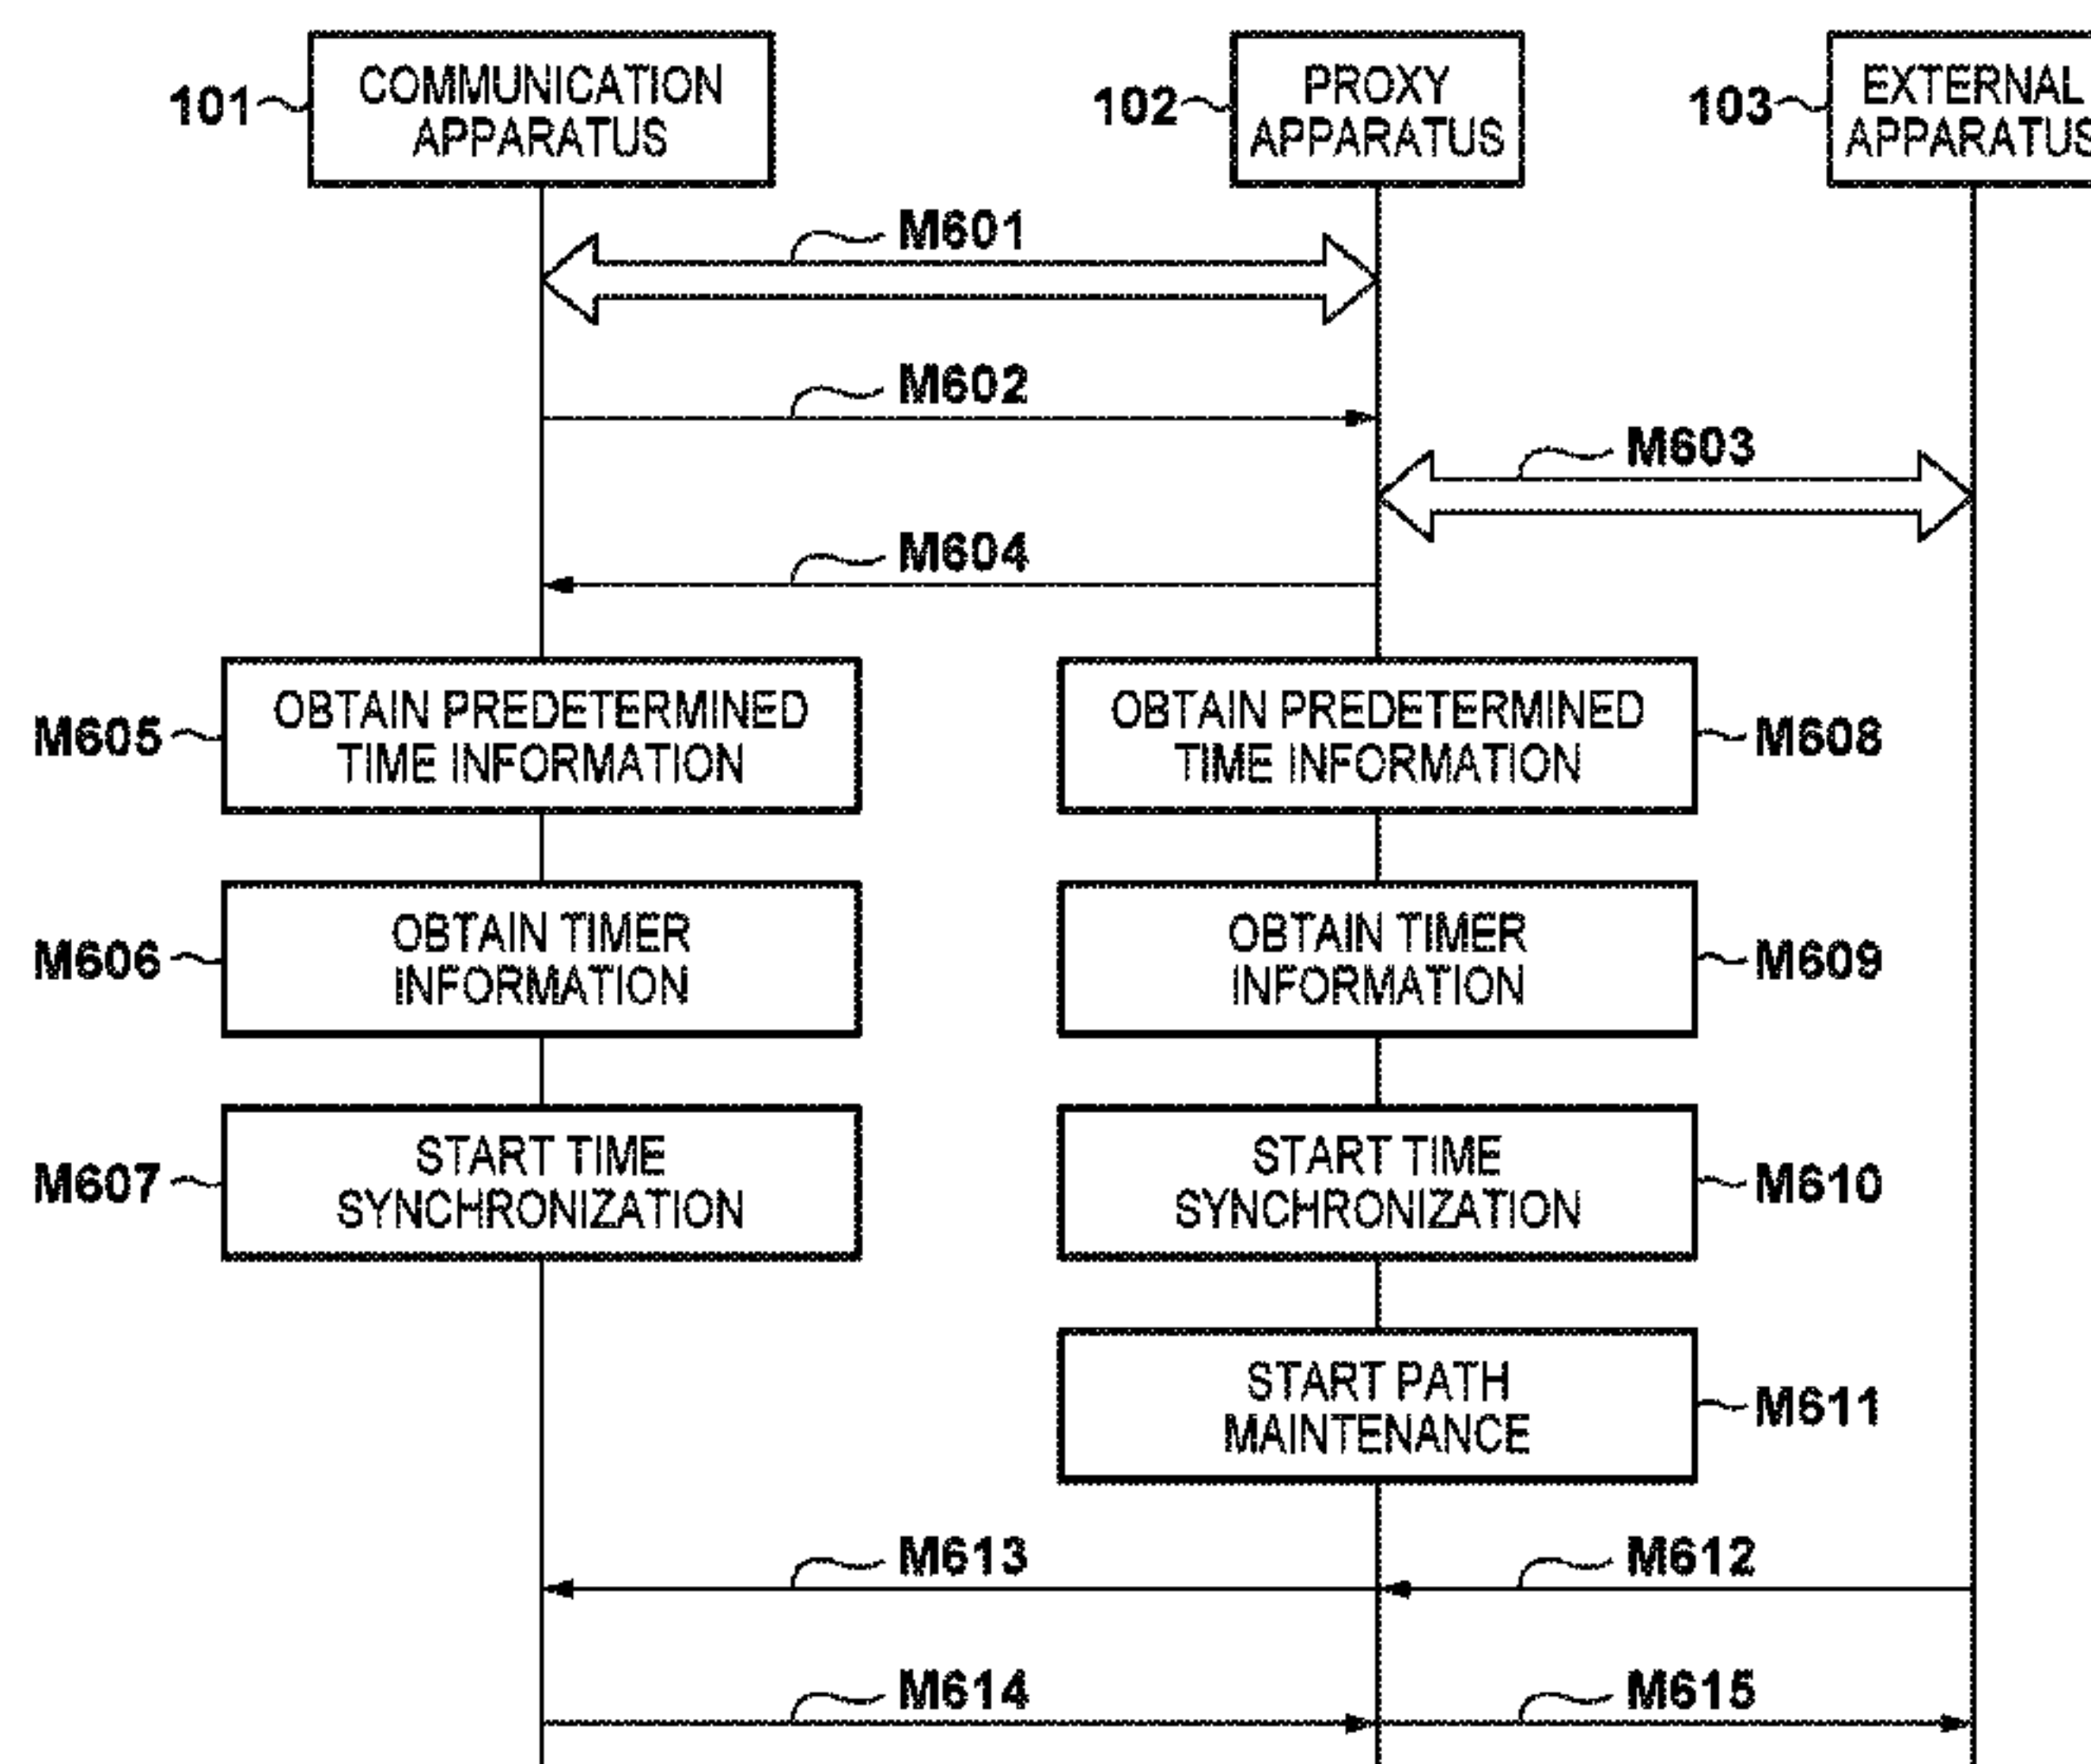 101
COMMUNICATION
APPARATUS
102
PROXY
APPARATUS
103
EXTERNAL
APPARATUS
M601
M602
M603
M604
M605
OBTAIN PREDETERMINED
TIME INFORMATION
OBTAIN PREDETERMINED
TIME INFORMATION
M608
M606
OBTAIN TIMER
INFORMATION
OBTAIN TIMER
INFORMATION
M609
M607
START TIME
SYNCHRONIZATION
START TIME
SYNCHRONIZATION
M610
START PATH
MAINTENANCE
M611
M613
M612
M614
M615